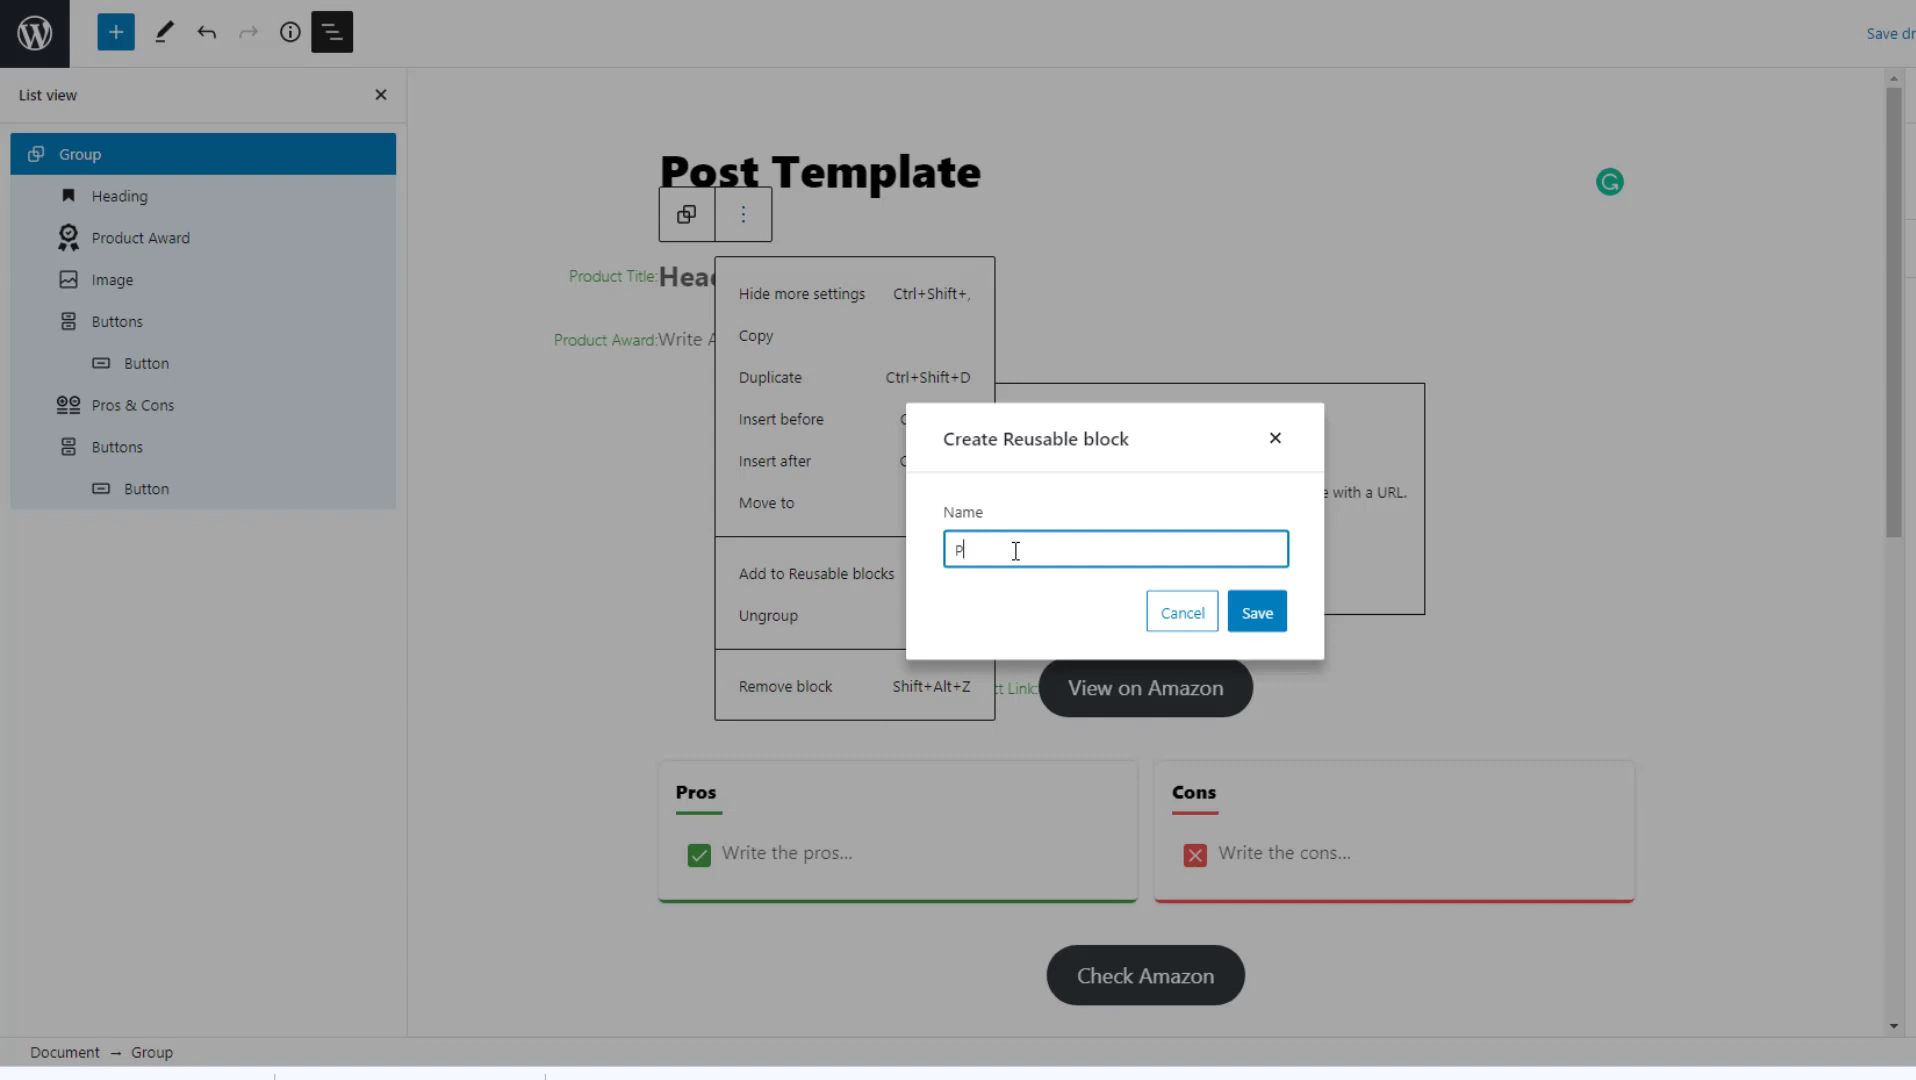 Save dr
List view
Group
Heading
Product Award
Image
Buttons
Button
Pros & Cons
Buttons
Button
Post Template
Product Title:
Head
Product Award:
Write A
Hide more settings Ctrl+Shift+,
Copy
Duplicate Ctrl+Shift+D
Insert before C
Insert after C
Move to
Add to Reusable blocks
Ungroup
Remove block Shift+Alt+Z
Create Reusable block
Name
P
Cancel
Save
e with a URL.
ct Link:
View on Amazon
Pros
Write the pros...
Cons
Write the cons...
Check Amazon
Document → Group